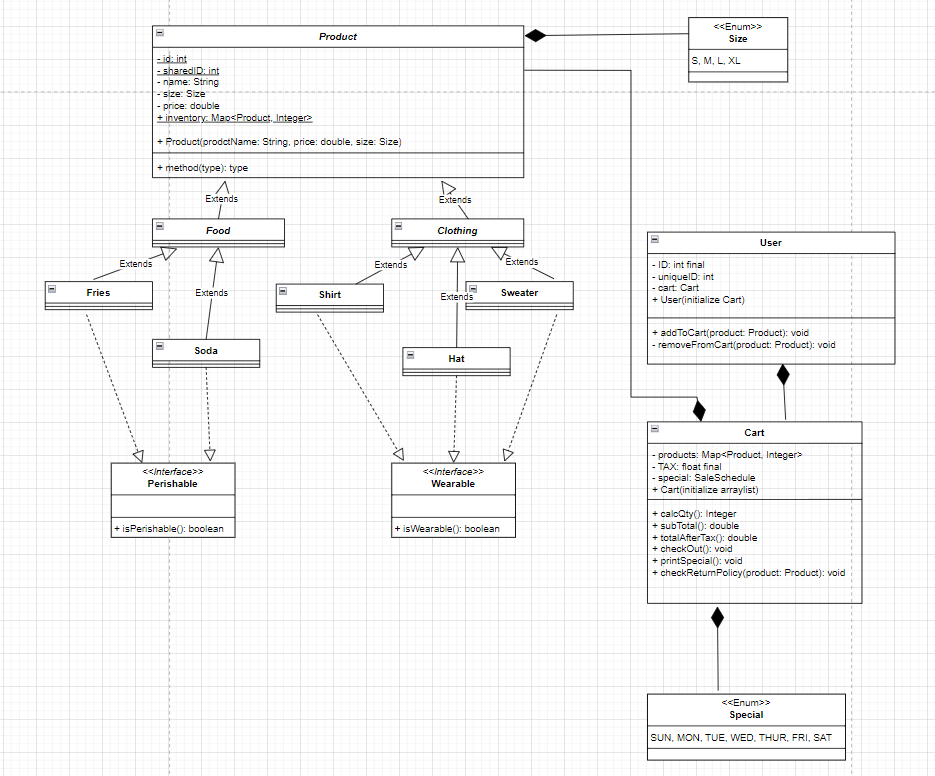 Product
- id: int
- sharedID: int
- name: String
- size: Size
- price: double
+ inventory: Map<Product, Integer>
+ Product(prodctName: String, price: double, size: Size)
+ method(type): type
<<Enum>>
Size
S, M, L, XL
Extends
Extends
Food
Clothing
User
- ID: int final
- uniqueID: int
- cart: Cart
+ User(initialize Cart)
+ addToCart(product: Product): void
- removeFromCart(product: Product): void
Extends
Extends
Extends
Fries
Extends
Shirt
Extends
Sweater
Soda
Hat
Cart
- products: Map<Product, Integer>
- TAX: float final
- special: SaleSchedule
+ Cart(initialize arraylist)
+ calcQty(): Integer
+ subTotal(): double
+ totalAfterTax(): double
+ checkOut(): void
+ printSpecial(): void
+ checkReturnPolicy(product: Product): void
<<Interface>>
Perishable
+ isPerishable(): boolean
<<Interface>>
Wearable
+ isWearable(): boolean
<<Enum>>
Special
SUN, MON, TUE, WED, THUR, FRI, SAT